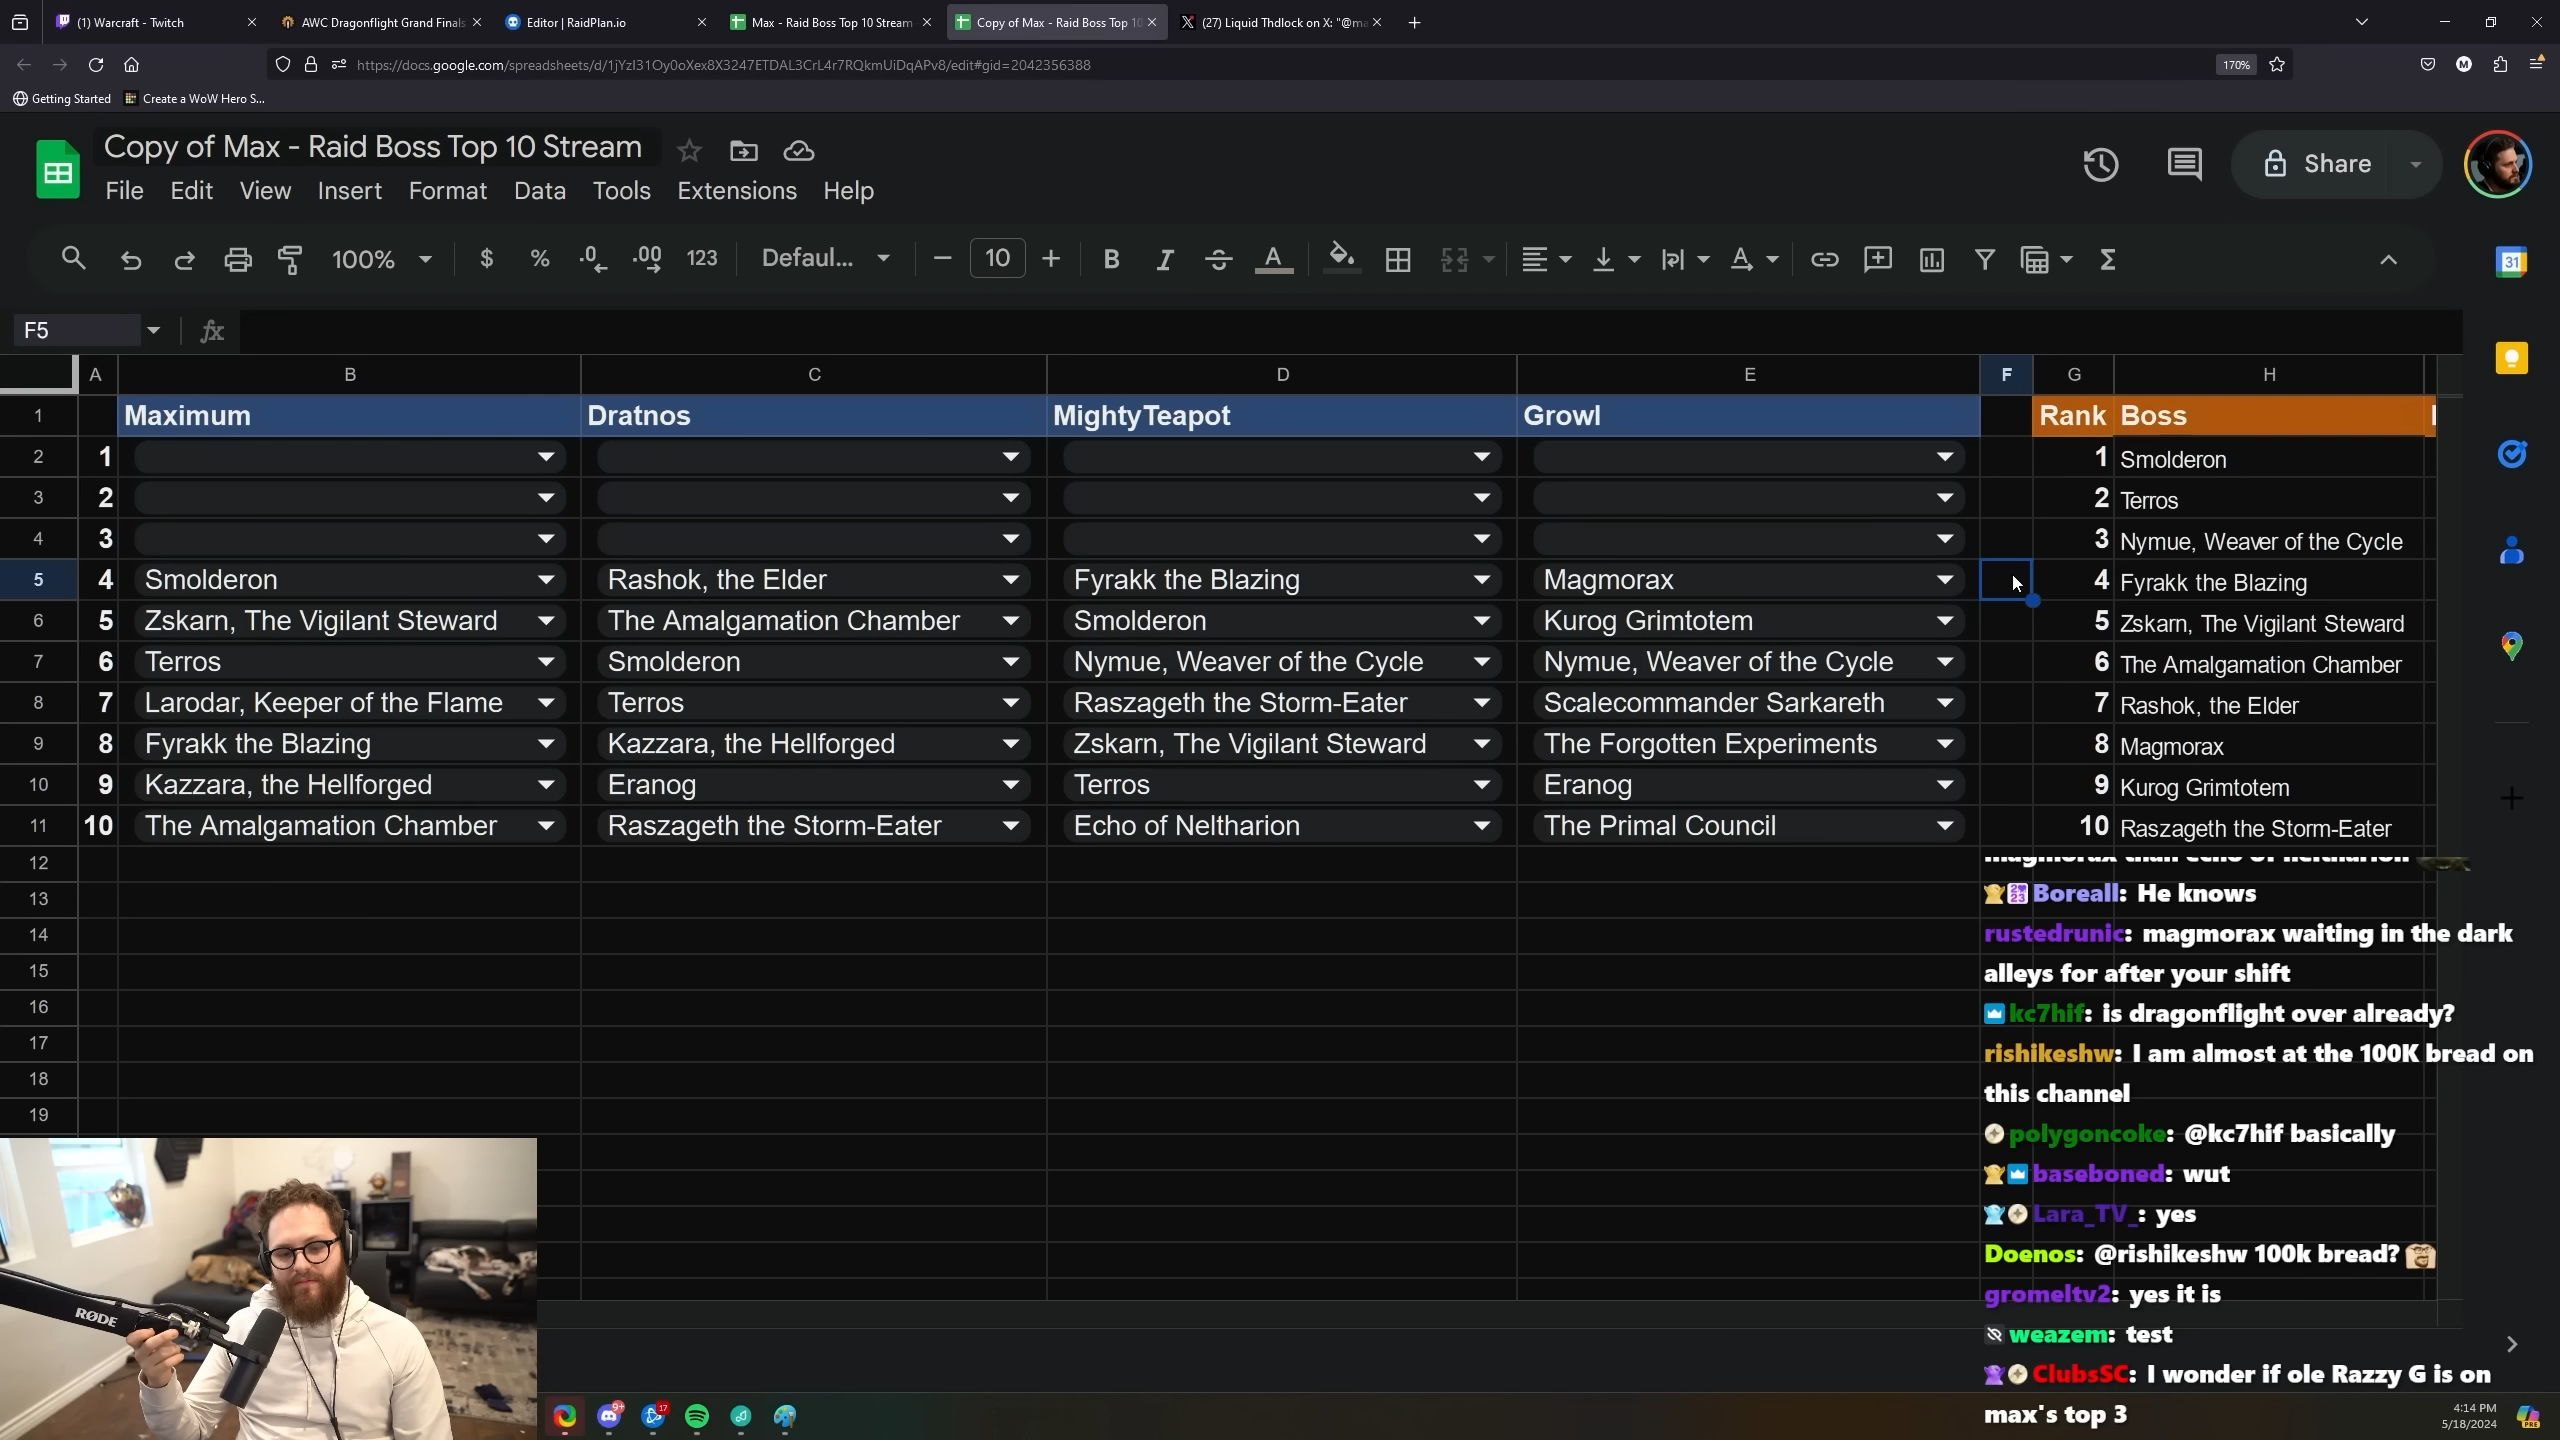 (1) Warcraft - Twitch
AWC Dragonflight Grand Finals
Editor | RaidPlan.io
Max - Raid Boss Top 10 Stream
Copy of Max - Raid Boss Top 10
(27) Liquid Thdlock on X: "@ma
https://docs.google.com/spreadsheets/d/1jYzI31Oy0oXex8X3247ETDAL3CrL4r7RQkmUiDqAPv8/edit#gid=2042356388
170%
Getting Started
Create a WoW Hero S...
Copy of Max - Raid Boss Top 10 Stream
File Edit View Insert Format Data Tools Extensions Help
Share
100% $ % .0 .00 123 Defaul... 10 B I A
31
F5
fx
A B C D E F G H
1 Maximum Dratnos MightyTeapot Growl Rank Boss
2 1 1 Smolderon
3 2 2 Terros
4 3 3 Nymue, Weaver of the Cycle
5 4 Smolderon Rashok, the Elder Fyrakk the Blazing Magmorax 4 Fyrakk the Blazing
6 5 Zskarn, The Vigilant Steward The Amalgamation Chamber Smolderon Kurog Grimtotem 5 Zskarn, The Vigilant Steward
7 6 Terros Smolderon Nymue, Weaver of the Cycle Nymue, Weaver of the Cycle 6 The Amalgamation Chamber
8 7 Larodar, Keeper of the Flame Terros Raszageth the Storm-Eater Scalecommander Sarkareth 7 Rashok, the Elder
9 8 Fyrakk the Blazing Kazzara, the Hellforged Zskarn, The Vigilant Steward The Forgotten Experiments 8 Magmorax
10 9 Kazzara, the Hellforged Eranog Terros Eranog 9 Kurog Grimtotem
11 10 The Amalgamation Chamber Raszageth the Storm-Eater Echo of Neltharion The Primal Council 10 Raszageth the Storm-Eater
12
13
14
15
16
17
18
19
magmorax than echo of neltharion
Boreall: He knows
rustedrunic: magmorax waiting in the dark
alleys for after your shift
kc7hif: is dragonflight over already?
rishikeshw: I am almost at the 100K bread on
this channel
polygoncoke: @kc7hif basically
baseboned: wut
Lara_TV_: yes
Doenos: @rishikeshw 100k bread?
gromeltv2: yes it is
weazem: test
ClubsSC: I wonder if ole Razzy G is on
max's top 3
RØDE
9+
17
4:14 PM
5/18/2024
PRE